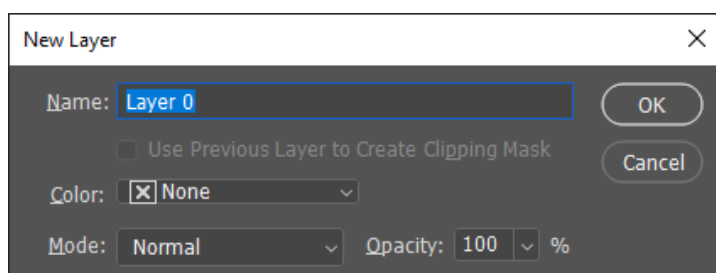 New Layer
Name: Layer 0 OK
Use Previous Layer to Create Clipping Mask Cancel
Color: None
Mode: Normal Opacity: 100 %